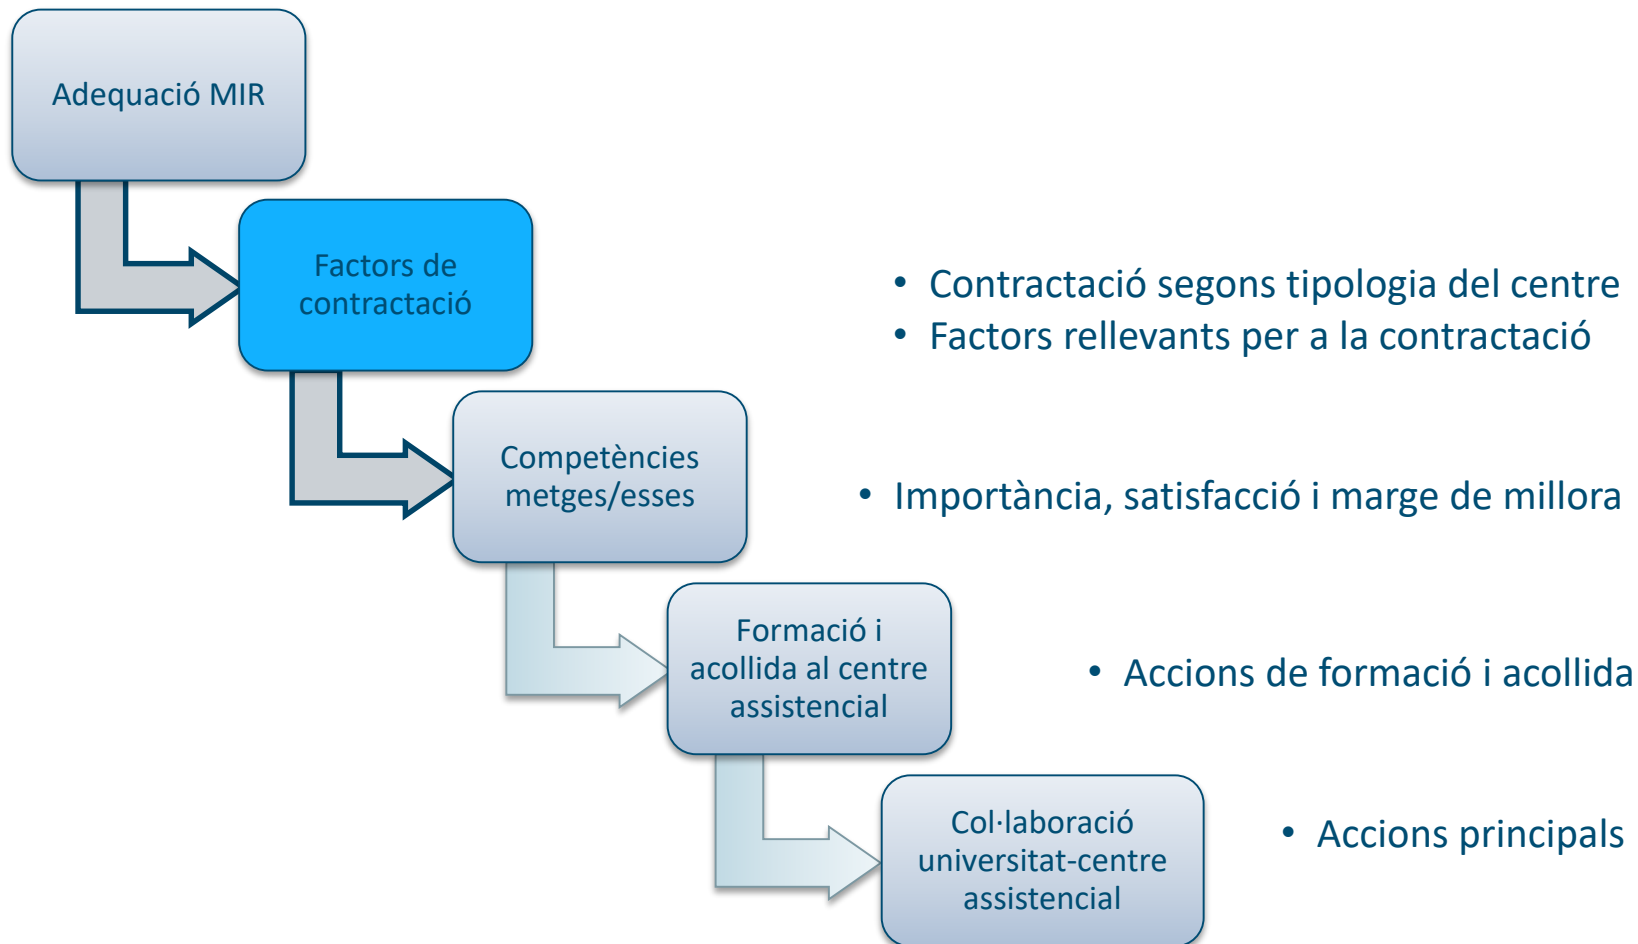 Adequació MIR
Factors de
contractació
• Contractació segons tipologia del centre
• Factors rellevants per a la contractació
Competències
metges/esses
• Importància, satisfacció i marge de millora
Formació i
acollida al centre
assistencial
• Accions de formació i acollida
Col·laboració
universitat-centre
assistencial
• Accions principals